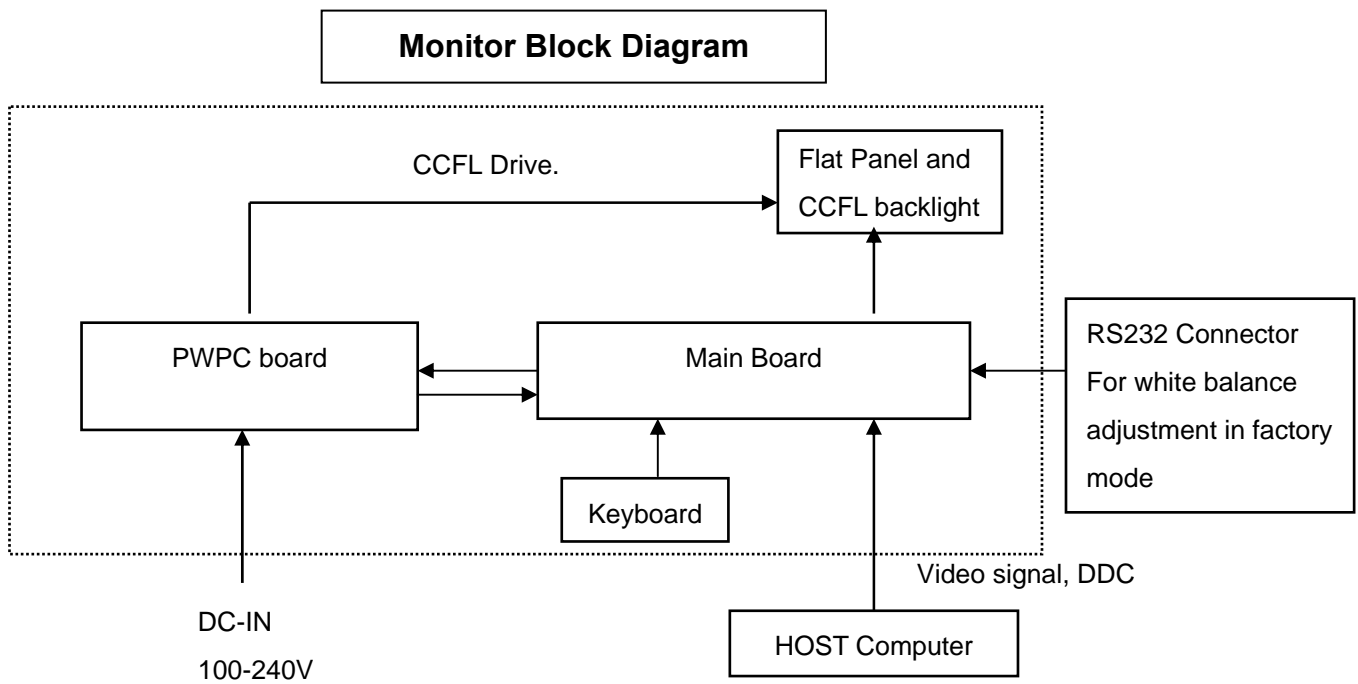 Monitor Block Diagram
CCFL Drive.
Flat Panel and
CCFL backlight
PWPC board
Main Board
RS232 Connector
For white balance
adjustment in factory
mode
Keyboard
Video signal, DDC
DC-IN
100-240V
HOST Computer